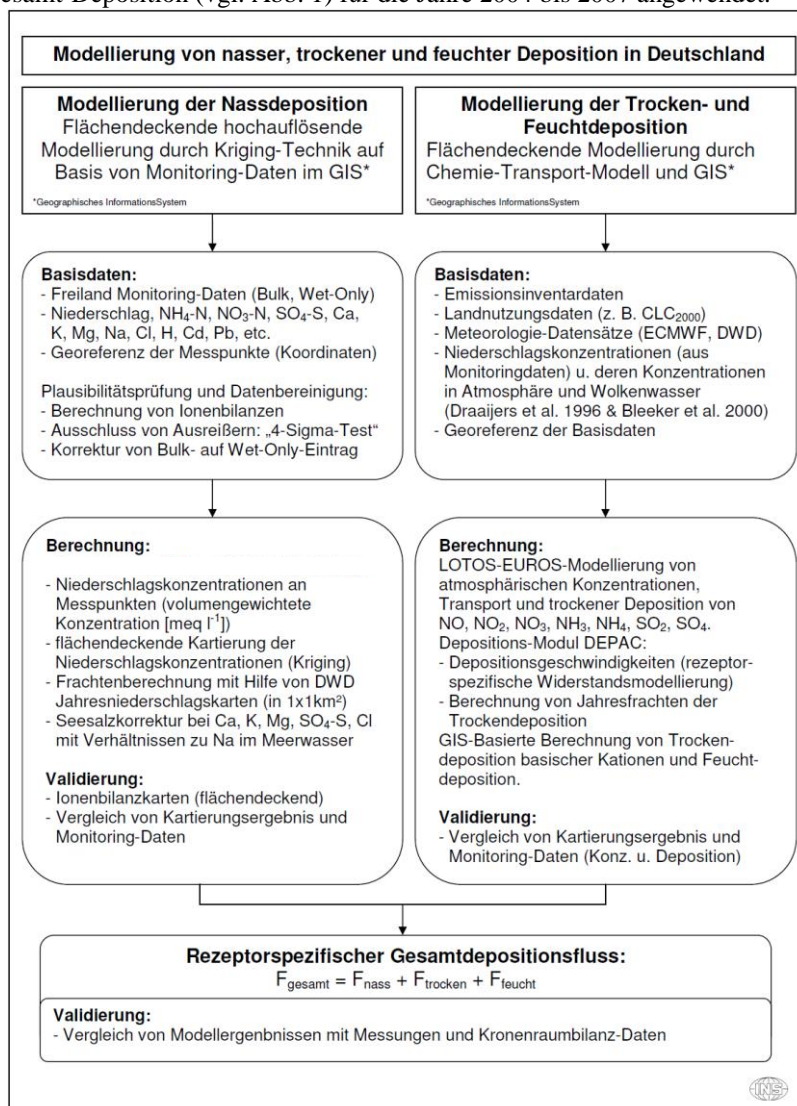 esamt-Deposition (vgl. Abb. 1) für die Jahre 2004 bis 2007 angewendet.
Modellierung von nasser, trockener und feuchter Deposition in Deutschland
Modellierung der Nassdeposition
Flächendeckende hochauflösende
Modellierung durch Kriging-Technik auf
Basis von Monitoring-Daten im GIS*
*Geographisches InformationsSystem
Modellierung der Trocken- und
Feuchtdeposition
Flächendeckende Modellierung durch
Chemie-Transport-Modell und GIS*
*Geographisches InformationsSystem
Basisdaten:
- Freiland Monitoring-Daten (Bulk, Wet-Only)
- Niederschlag, NH₄-N, NO₃-N, SO₄-S, Ca,
K, Mg, Na, Cl, H, Cd, Pb, etc.
- Georeferenz der Messpunkte (Koordinaten)
Plausibilitätsprüfung und Datenbereinigung:
- Berechnung von Ionenbilanzen
- Ausschluss von Ausreißern: „4-Sigma-Test“
- Korrektur von Bulk- auf Wet-Only-Eintrag
Basisdaten:
- Emissionsinventardaten
- Landnutzungsdaten (z. B. CLC₂₀₀₀)
- Meteorologie-Datensätze (ECMWF, DWD)
- Niederschlagskonzentrationen (aus
Monitoringdaten) u. deren Konzentrationen
in Atmosphäre und Wolkenwasser
(Draaijers et al. 1996 & Bleeker et al. 2000)
- Georeferenz der Basisdaten
Berechnung:
- Niederschlagskonzentrationen an
Messpunkten (volumengewichtete
Konzentration [meq l⁻¹])
- flächendeckende Kartierung der
Niederschlagskonzentrationen (Kriging)
- Frachtenberechnung mit Hilfe von DWD
Jahresniederschlagskarten (in 1x1km²)
- Seesalzkorrektur bei Ca, K, Mg, SO₄-S, Cl
mit Verhältnissen zu Na im Meerwasser
Validierung:
- Ionenbilanzkarten (flächendeckend)
- Vergleich von Kartierungsergebnis und
Monitoring-Daten
Berechnung:
LOTOS-EUROS-Modellierung von
atmosphärischen Konzentrationen,
Transport und trockener Deposition von
NO, NO₂, NO₃, NH₃, NH₄, SO₂, SO₄.
Depositions-Modul DEPAC:
- Depositionsgeschwindigkeiten (rezeptor-
spezifische Widerstandsmodellierung)
- Berechnung von Jahresfrachten der
Trockendeposition
GIS-Basierte Berechnung von Trocken-
deposition basischer Kationen und Feucht-
deposition.
Validierung:
- Vergleich von Kartierungsergebnis und
Monitoring-Daten (Konz. u. Deposition)
Rezeptorspezifischer Gesamtdepositionsfluss:
F_gesamt = F_nass + F_trocken + F_feucht
Validierung:
- Vergleich von Modellergenbnissen mit Messungen und Kronenraumbilanz-Daten
INS